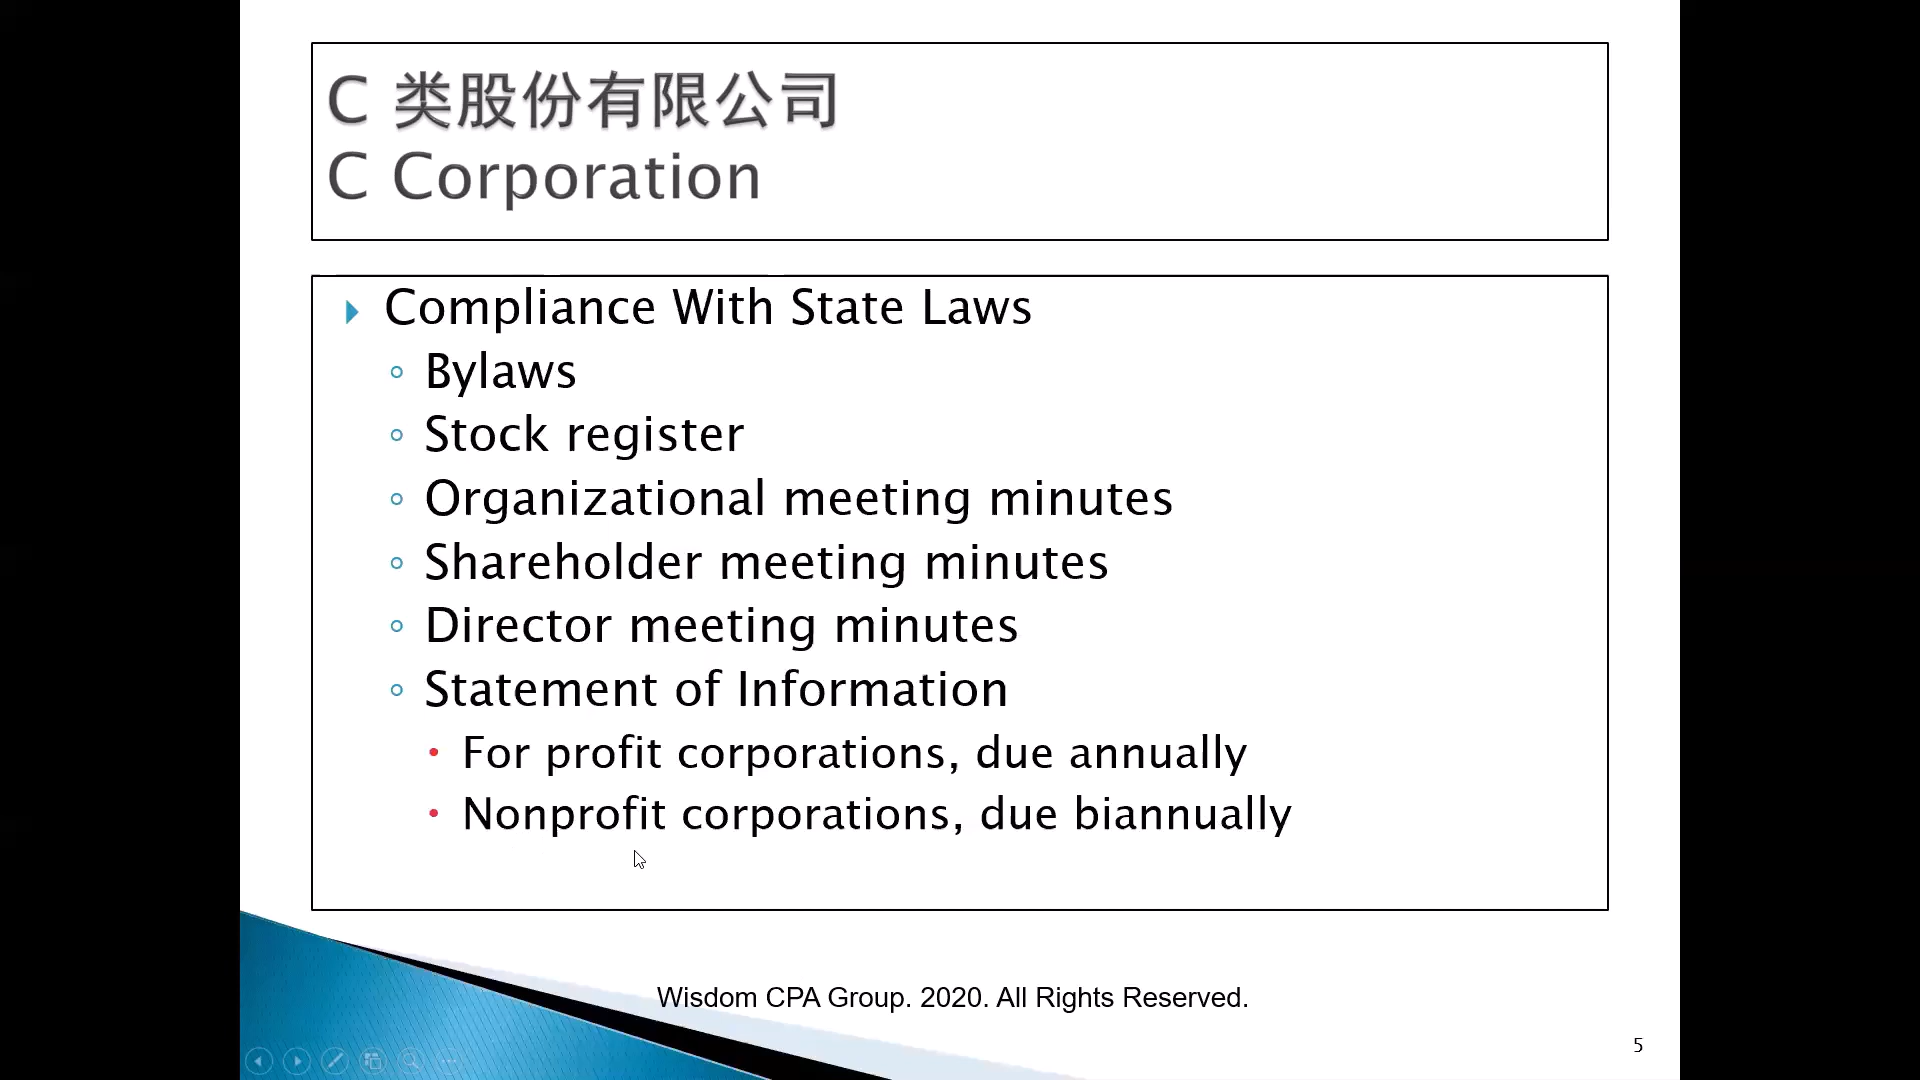 C 类股份有限公司
C Corporation
Compliance With State Laws
Bylaws
Stock register
Organizational meeting minutes
Shareholder meeting minutes
Director meeting minutes
Statement of Information
For profit corporations, due annually
Nonprofit corporations, due biannually
Wisdom CPA Group. 2020. All Rights Reserved.
5